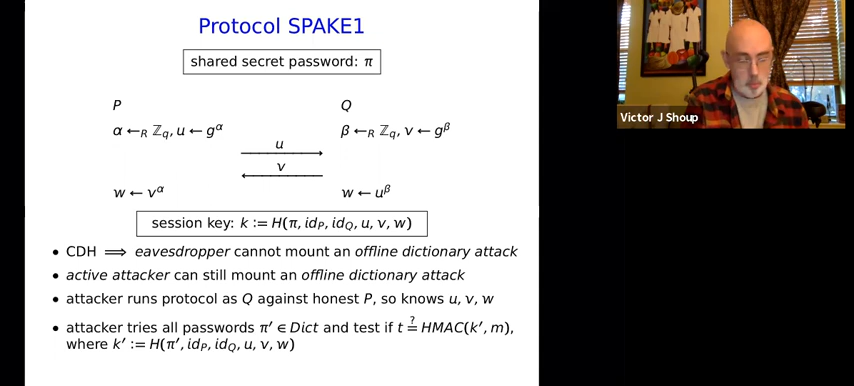 Protocol SPAKE1
shared secret password: π
P Q
α ←R ℤq, u ← g^α β ←R ℤq, v ← g^β
u
v
w ← v^α w ← u^β
session key: k := H(π, idP, idQ, u, v, w)
• CDH ⟹ eavesdropper cannot mount an offline dictionary attack
• active attacker can still mount an offline dictionary attack
• attacker runs protocol as Q against honest P, so knows u, v, w
• attacker tries all passwords π′ ∈ Dict and test if t ≟ HMAC(k′, m),
where k′ := H(π′, idP, idQ, u, v, w)
Victor J Shoup